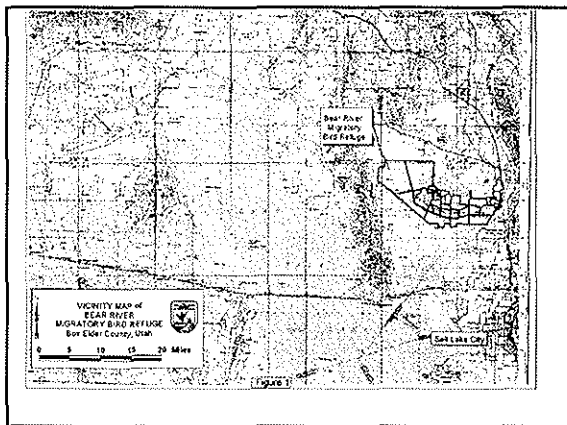 Bear River
Migratory
Bird Refuge
VICINITY MAP of
BEAR RIVER
MIGRATORY BIRD REFUGE
Box Elder County, Utah
0 5 10 15 20 Miles
Salt Lake City
Figure 1